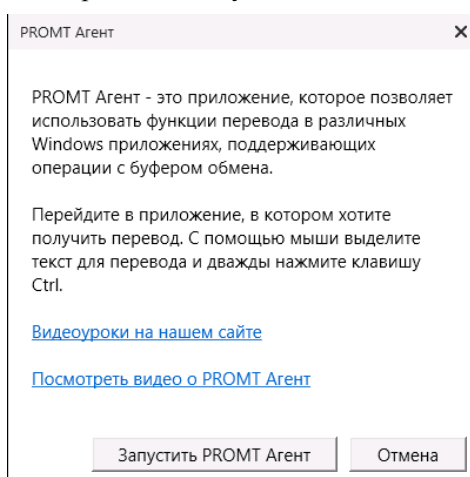 PROMT Агент
PROMT Агент - это приложение, которое позволяет
использовать функции перевода в различных
Windows приложениях, поддерживающих
операции с буфером обмена.
Перейдите в приложение, в котором хотите
получить перевод. С помощью мыши выделите
текст для перевода и дважды нажмите клавишу
Ctrl.
Видеоуроки на нашем сайте
Посмотреть видео о PROMT Агент
Запустить PROMT Агент Отмена